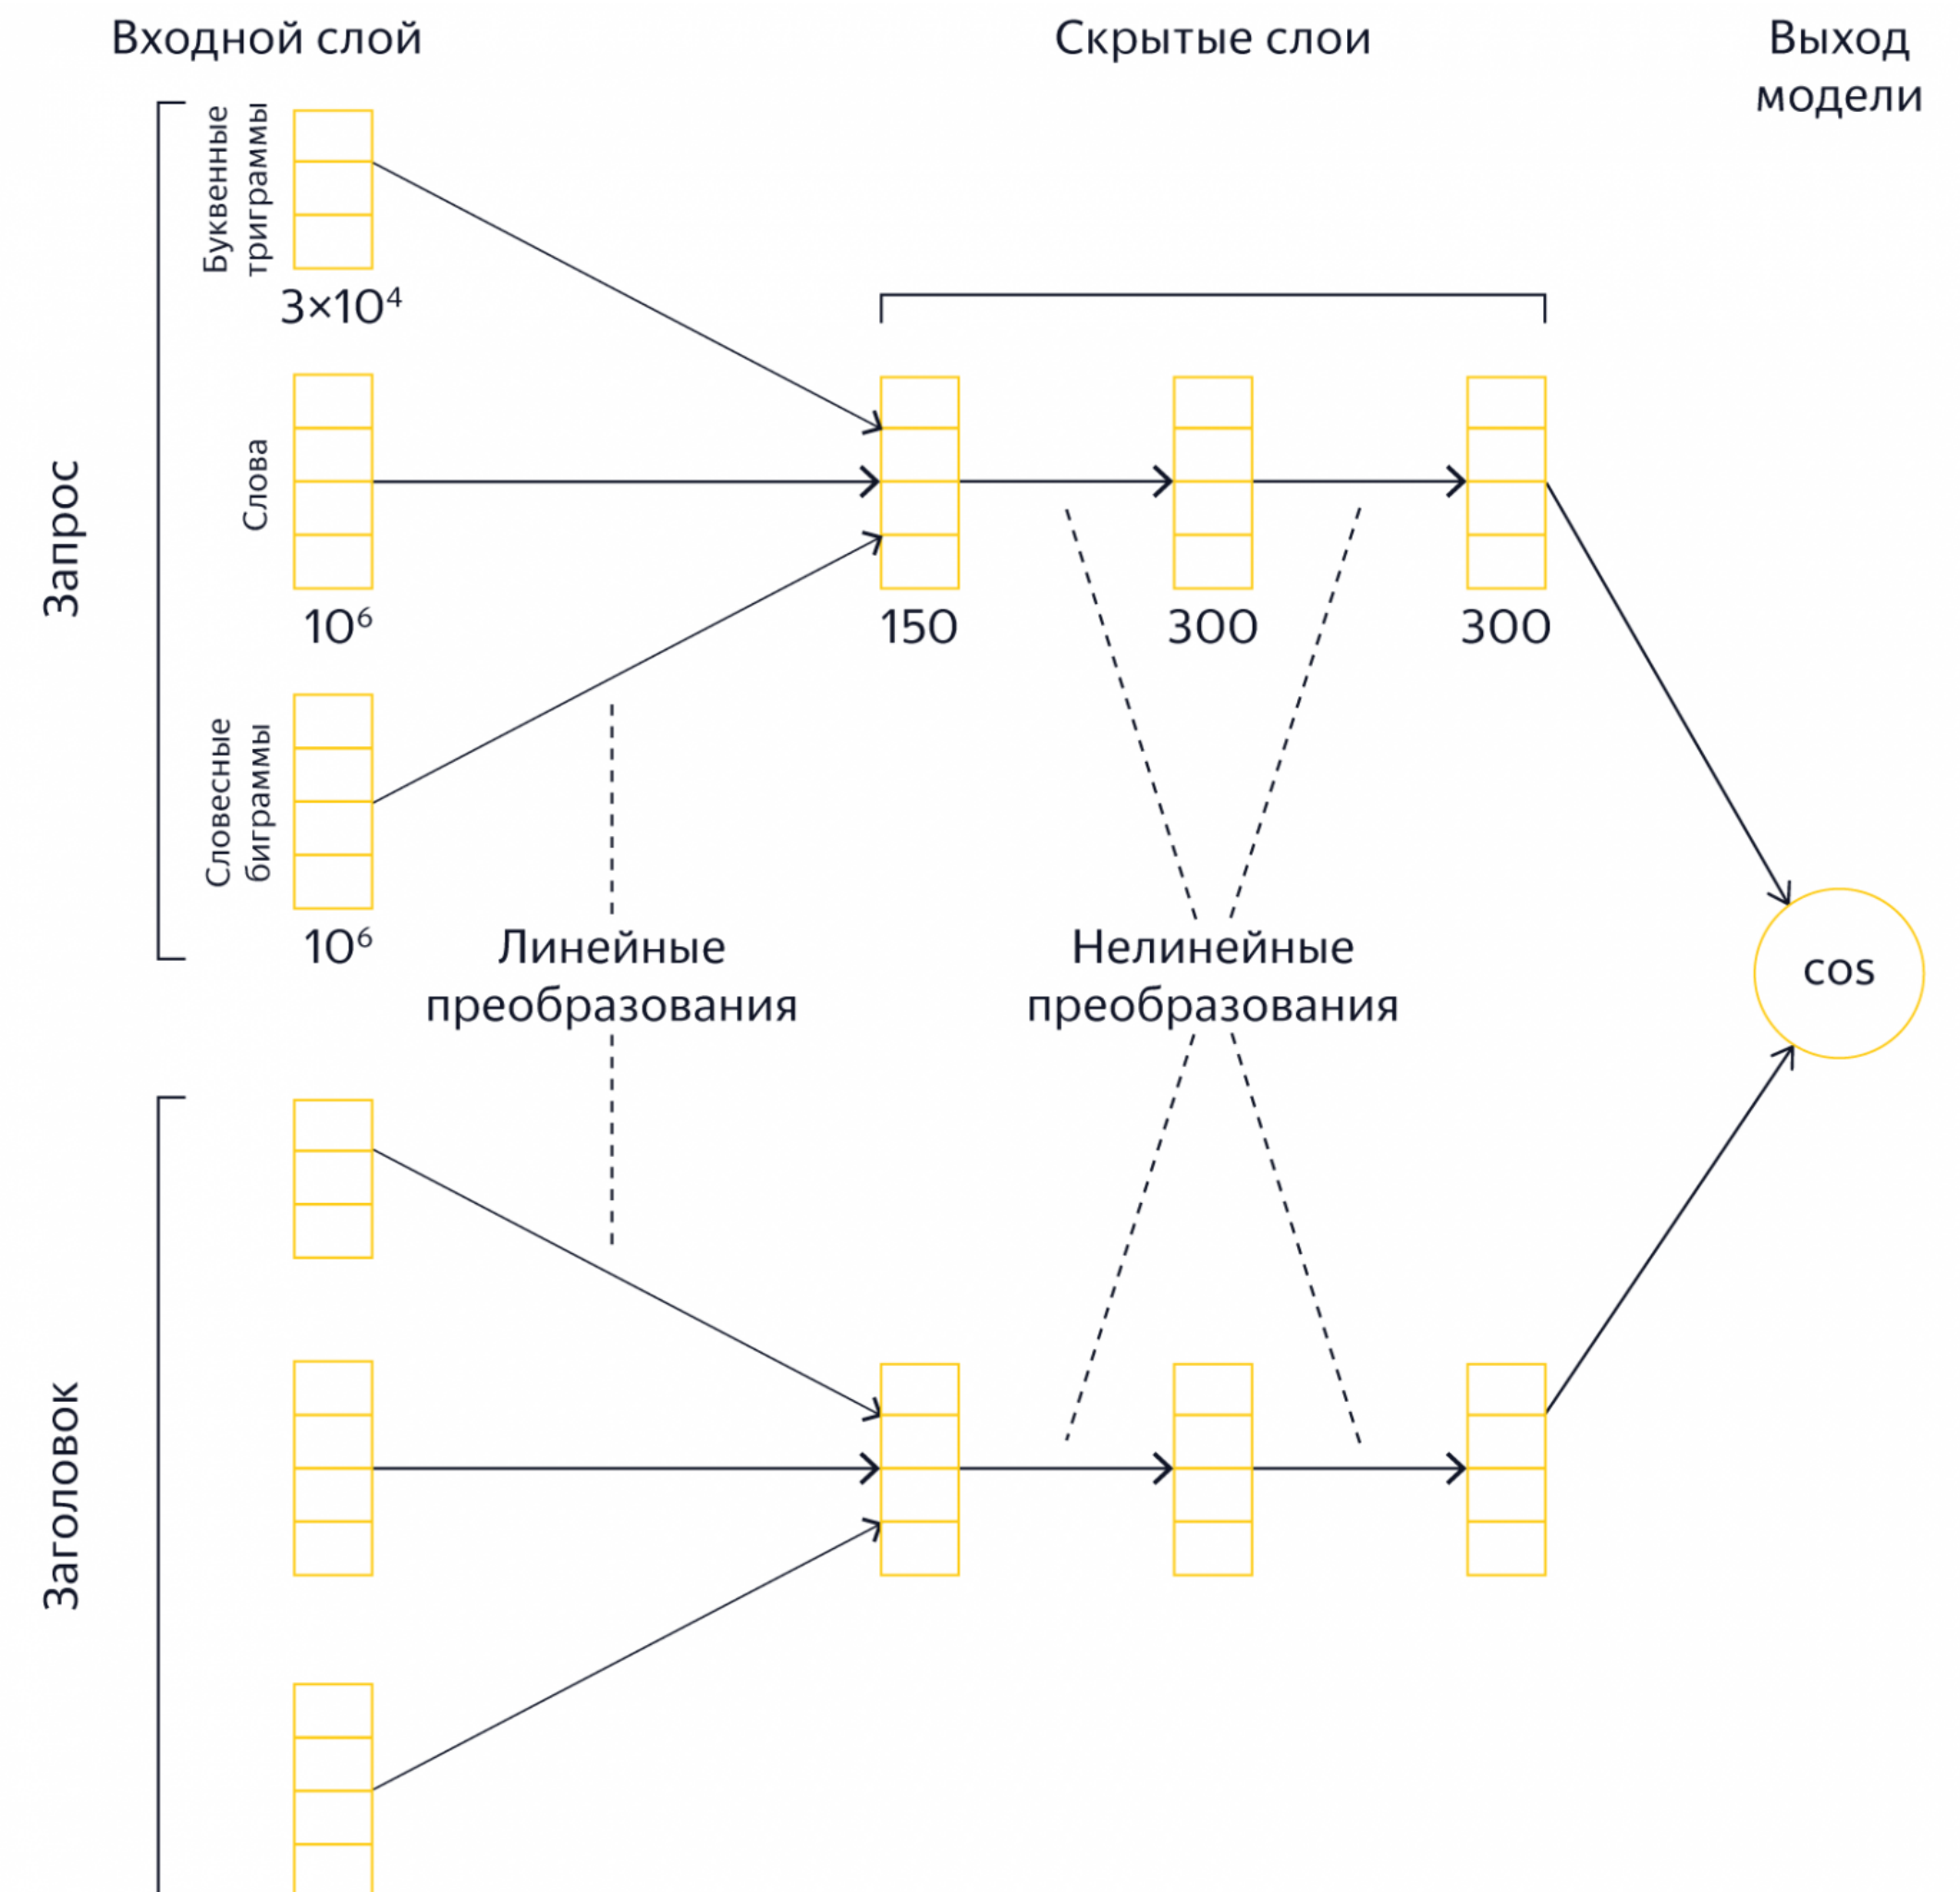 Входной слой
Скрытые слои
Выход
модели
Запрос
Буквенные
триграммы
3×10⁴
Слова
10⁶
150
300
300
Словесные
биграммы
10⁶
Линейные
преобразования
Нелинейные
преобразования
cos
Заголовок